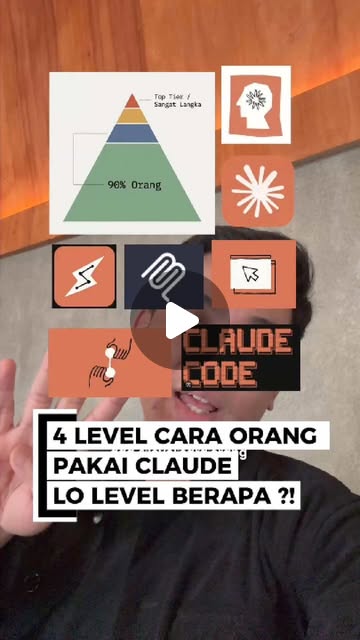 Top Tier /
Sangat Langka
90% Orang
CLAUDE
CODE
4 LEVEL CARA ORANG
PAKAI CLAUDE
LO LEVEL BERAPA ?!